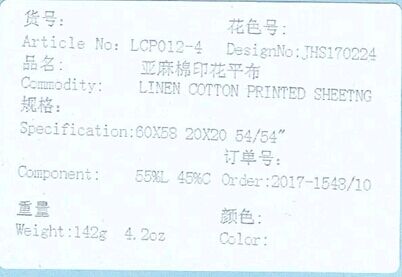 货号: 花色号:
Article No: LCP012-4 DesignNo:JHS170224
品名: 亚麻棉印花平布
Commodity: LINEN COTTON PRINTED SHEETNG
规格:
Specification:60X58 20X20 54/54"
订单号:
Component: 55%L 45%C Order:2017-1543/10
重量 颜色:
Weight:142g 4.2oz Color: